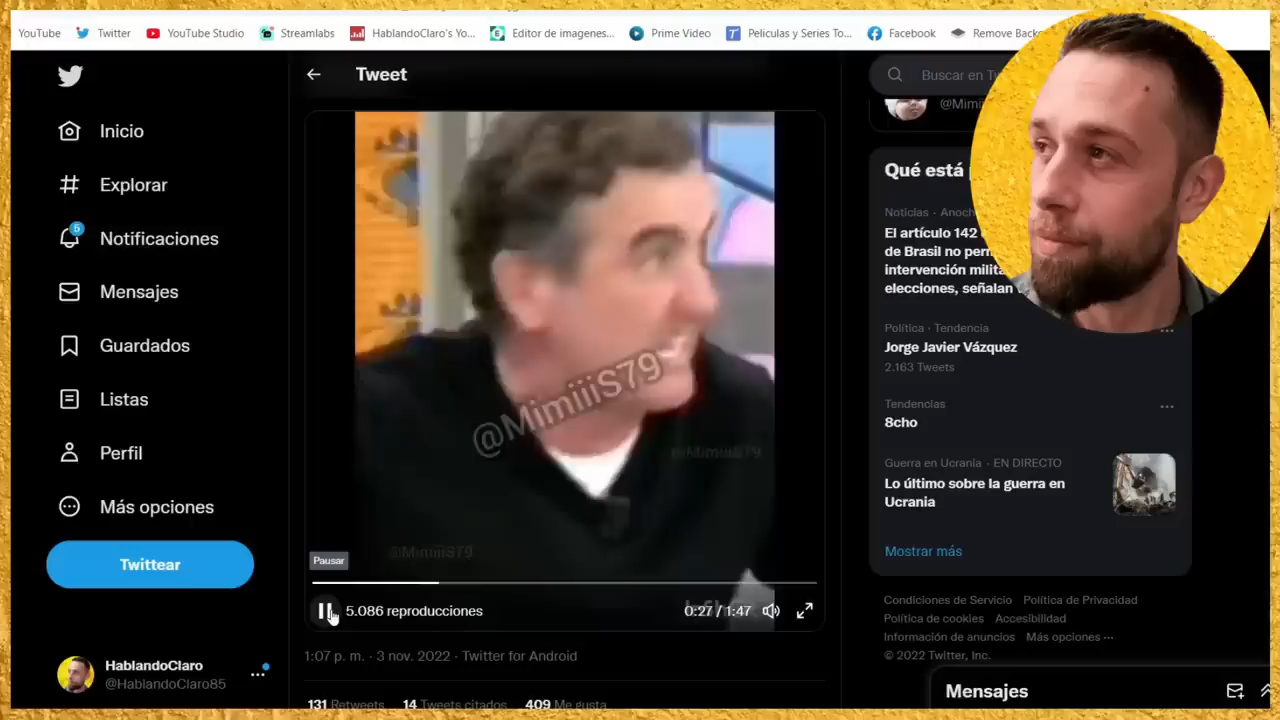 YouTube
Twitter
YouTube Studio
Streamlabs
HablandoClaro's Yo...
Editor de imagenes...
Prime Video
Peliculas y Series To...
Facebook
Remove Back
Tweet
Buscar en Tw
@Mimi
Inicio
Explorar
5
Notificaciones
Mensajes
Guardados
Listas
Perfil
Más opciones
Twittear
HablandoClaro
@HablandoClaro85
@MimiiiS79
@MimiiiS79
@MimiiiS79
Pausar
5.086 reproducciones
0:27 / 1:47
1:07 p. m. · 3 nov. 2022 · Twitter for Android
131 Retweets 14 Tweets citados 409 Me gusta
Qué está
Noticias · Anoch
El artículo 142
de Brasil no perm
intervención milita
elecciones, señalan
Política · Tendencia
Jorge Javier Vázquez
2.163 Tweets
Tendencias
8cho
Guerra en Ucrania · EN DIRECTO
Lo último sobre la guerra en
Ucrania
Mostrar más
Condiciones de Servicio Política de Privacidad
Política de cookies Accesibilidad
Información de anuncios Más opciones ···
© 2022 Twitter, Inc.
Mensajes